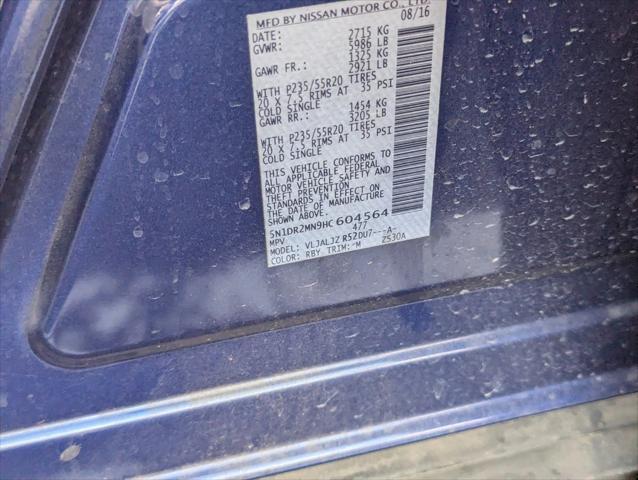 MFD BY NISSAN MOTOR CO., LTD.
DATE: 08/16
GVWR: 2715 KG
5986 LB
GAWR FR.: 1325 KG
2921 LB
WITH P235/55R20 TIRES
20 X 7.5 RIMS AT 35 PSI
COLD SINGLE
GAWR RR.: 1454 KG
3205 LB
WITH P235/55R20 TIRES
20 X 7.5 RIMS AT 35 PSI
COLD SINGLE
THIS VEHICLE CONFORMS TO
ALL APPLICABLE FEDERAL
MOTOR VEHICLE SAFETY AND
THEFT PREVENTION
STANDARDS IN EFFECT ON
THE DATE OF MANUFACTURE
SHOWN ABOVE.
5N1DR2MN9HC 604564
MPV 477
MODEL: VLJALJZ R52DU7---A-
COLOR: RBY TRIM: M Z530A